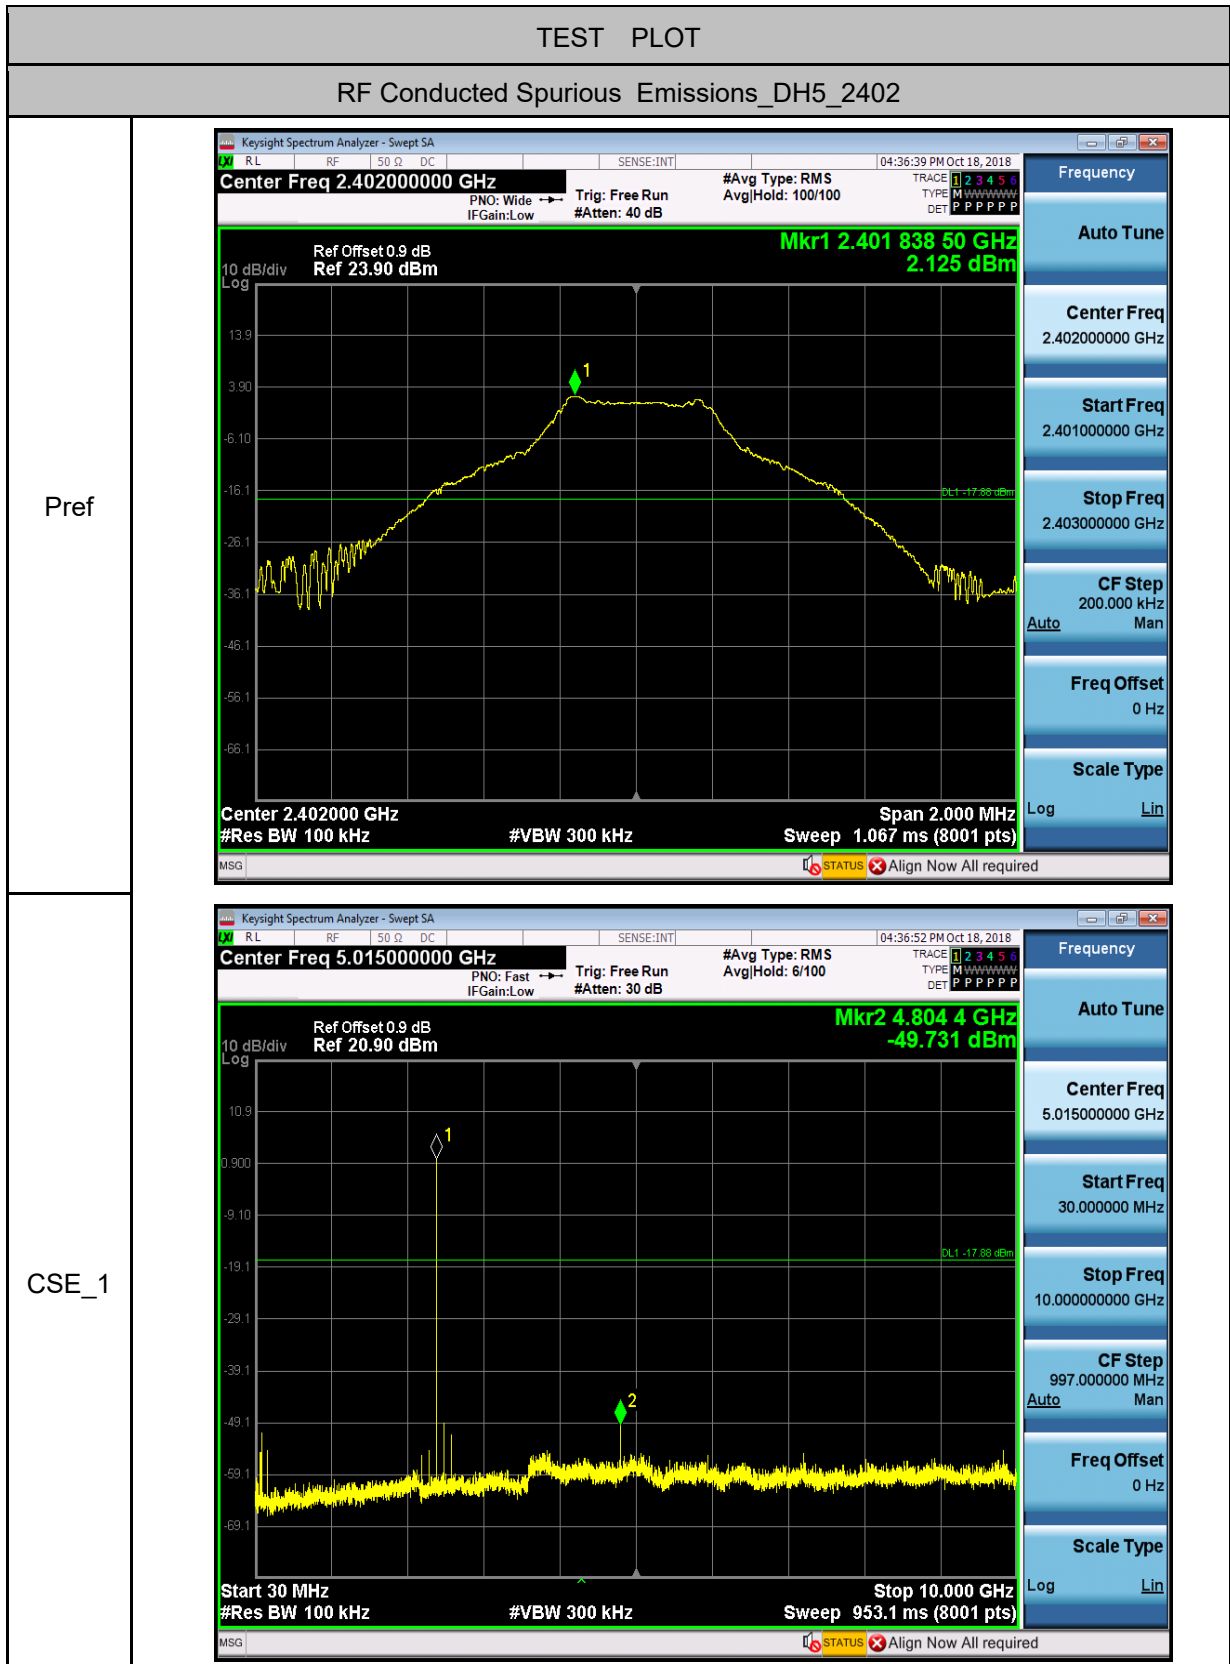 TEST PLOT
RF Conducted Spurious Emissions_DH5_2402
Pref
Keysight Spectrum Analyzer - Swept SA
LXI RL RF 50 Ω DC SENSE:INT 04:36:39 PM Oct 18, 2018
Center Freq 2.402000000 GHz
PNO: Wide
IFGain:Low
Trig: Free Run
#Atten: 40 dB
#Avg Type: RMS
Avg|Hold: 100/100
TRACE 1 2 3 4 5 6
TYPE M WWWWW
DET P P P P P P
Mkr1 2.401 838 50 GHz
2.125 dBm
Ref Offset 0.9 dB
10 dB/div Ref 23.90 dBm
Log
13.9
3.90
-6.10
-16.1
-26.1
-36.1
-46.1
-56.1
-66.1
1
DL1 -17.88 dBm
Center 2.402000 GHz Span 2.000 MHz
#Res BW 100 kHz #VBW 300 kHz Sweep 1.067 ms (8001 pts)
MSG STATUS Align Now All required
Frequency
Auto Tune
Center Freq
2.402000000 GHz
Start Freq
2.401000000 GHz
Stop Freq
2.403000000 GHz
CF Step
200.000 kHz
Auto Man
Freq Offset
0 Hz
Scale Type
Log Lin
CSE_1
Keysight Spectrum Analyzer - Swept SA
LXI RL RF 50 Ω DC SENSE:INT 04:36:52 PM Oct 18, 2018
Center Freq 5.015000000 GHz
PNO: Fast
IFGain:Low
Trig: Free Run
#Atten: 30 dB
#Avg Type: RMS
Avg|Hold: 6/100
TRACE 1 2 3 4 5 6
TYPE M WWWWW
DET P P P P P P
Mkr2 4.804 4 GHz
-49.731 dBm
Ref Offset 0.9 dB
10 dB/div Ref 20.90 dBm
Log
10.9
0.900
-9.10
-19.1
-29.1
-39.1
-49.1
-59.1
-69.1
1
2
DL1 -17.88 dBm
Start 30 MHz Stop 10.000 GHz
#Res BW 100 kHz #VBW 300 kHz Sweep 953.1 ms (8001 pts)
MSG STATUS Align Now All required
Frequency
Auto Tune
Center Freq
5.015000000 GHz
Start Freq
30.000000 MHz
Stop Freq
10.000000000 GHz
CF Step
997.000000 MHz
Auto Man
Freq Offset
0 Hz
Scale Type
Log Lin